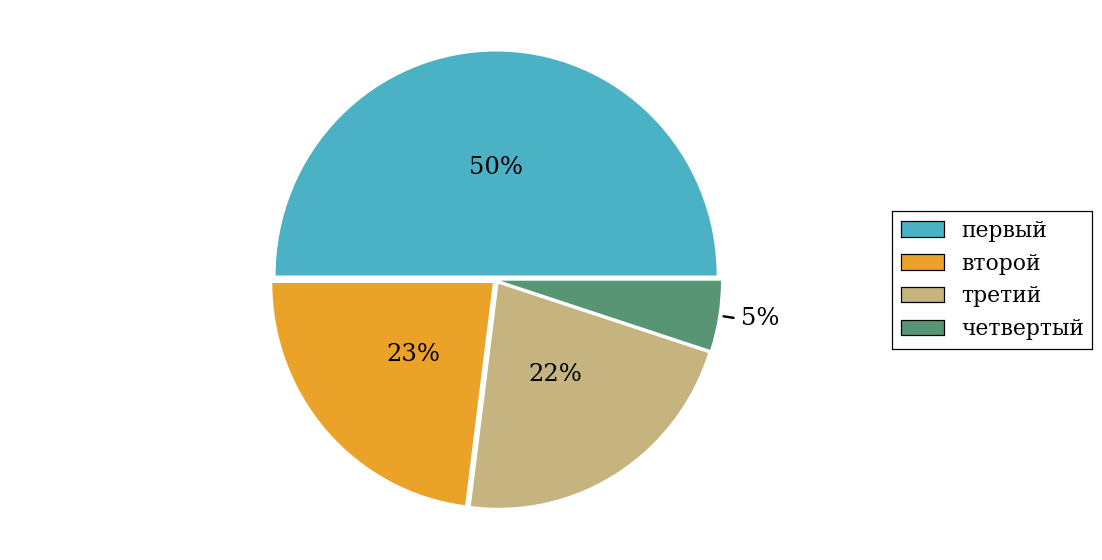 50%
23%
22%
5%
первый
второй
третий
четвертый